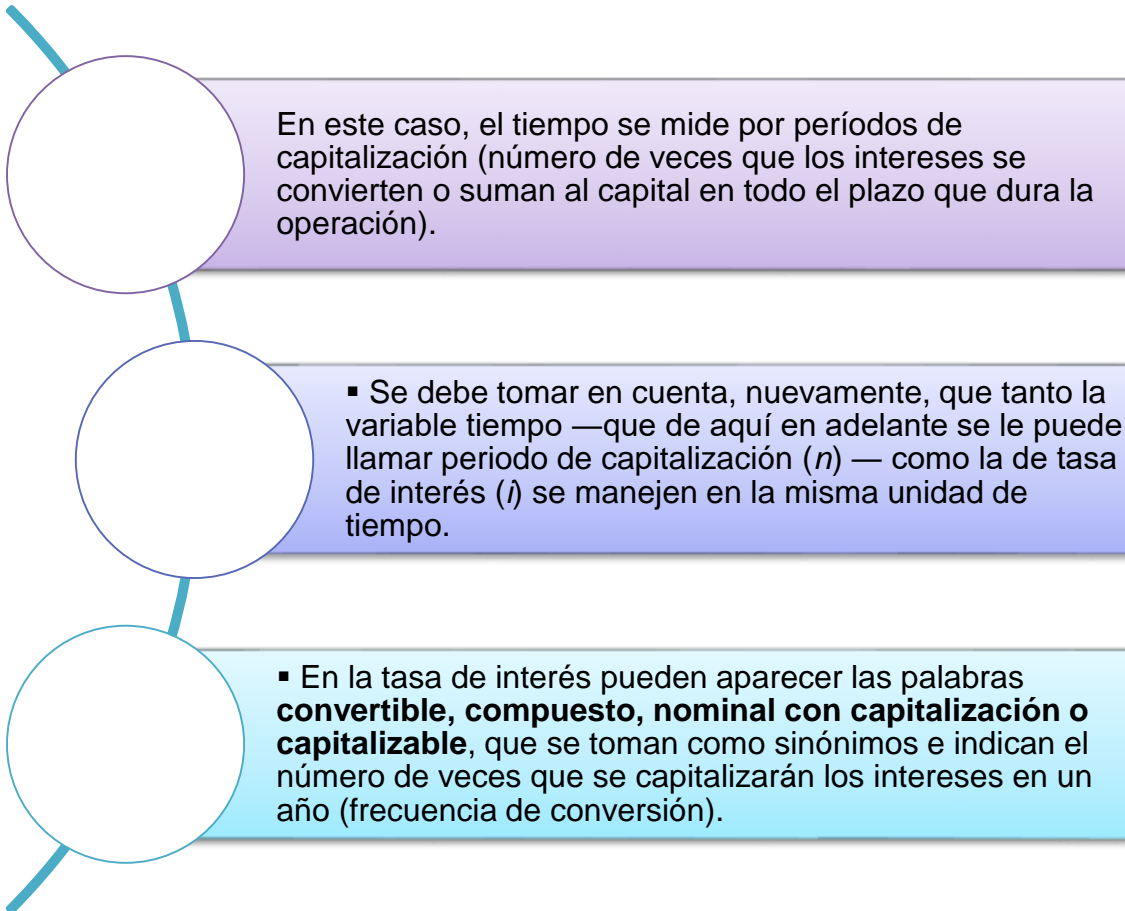 En este caso, el tiempo se mide por períodos de
capitalización (número de veces que los intereses se
convierten o suman al capital en todo el plazo que dura la
operación).
▪ Se debe tomar en cuenta, nuevamente, que tanto la
variable tiempo —que de aquí en adelante se le puede
llamar periodo de capitalización (n) — como la de tasa
de interés (i) se manejen en la misma unidad de
tiempo.
▪ En la tasa de interés pueden aparecer las palabras
convertible, compuesto, nominal con capitalización o
capitalizable, que se toman como sinónimos e indican el
número de veces que se capitalizarán los intereses en un
año (frecuencia de conversión).